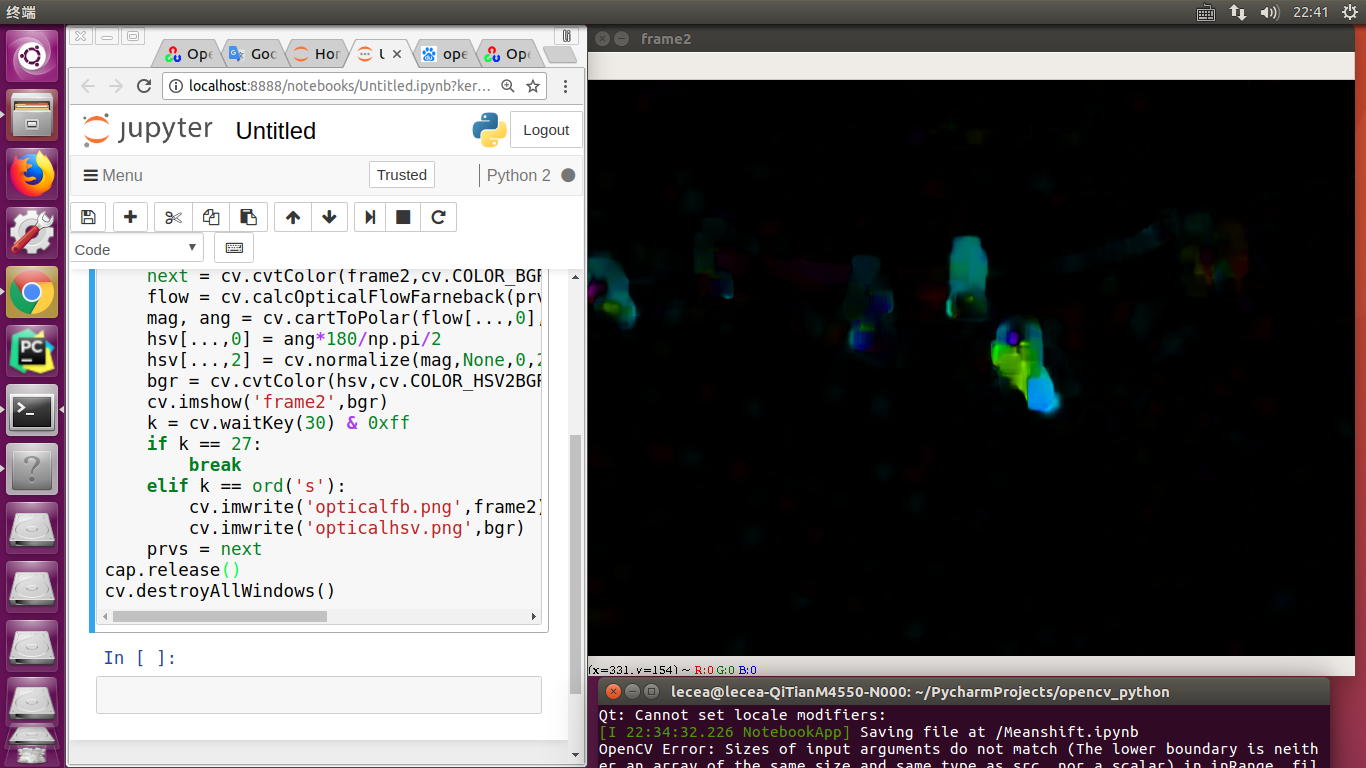 终端
22:41
Ope
Goo
Hor
U
ope
Ope
frame2
localhost:8888/notebooks/Untitled.ipynb?ker...
jupyter Untitled
Logout
Menu
Trusted
Python 2
Code
next = cv.cvtColor(frame2,cv.COLOR_BGR
flow = cv.calcOpticalFlowFarneback(prv
mag, ang = cv.cartToPolar(flow[...,0],
hsv[...,0] = ang*180/np.pi/2
hsv[...,2] = cv.normalize(mag,None,0,2
bgr = cv.cvtColor(hsv,cv.COLOR_HSV2BGR
cv.imshow('frame2',bgr)
k = cv.waitKey(30) & 0xff
if k == 27:
break
elif k == ord('s'):
cv.imwrite('opticalfb.png',frame2)
cv.imwrite('opticalhsv.png',bgr)
prvs = next
cap.release()
cv.destroyAllWindows()
In [ ]:
(x=331, y=154) ~ R:0 G:0 B:0
lecea@lecea-QiTianM4550-N000: ~/PycharmProjects/opencv_python
Qt: Cannot set locale modifiers:
[I 22:34:32.226 NotebookApp] Saving file at /Meanshift.ipynb
OpenCV Error: Sizes of input arguments do not match (The lower boundary is neith
er an array of the same size and same type as src, nor a scalar) in inRange, fil